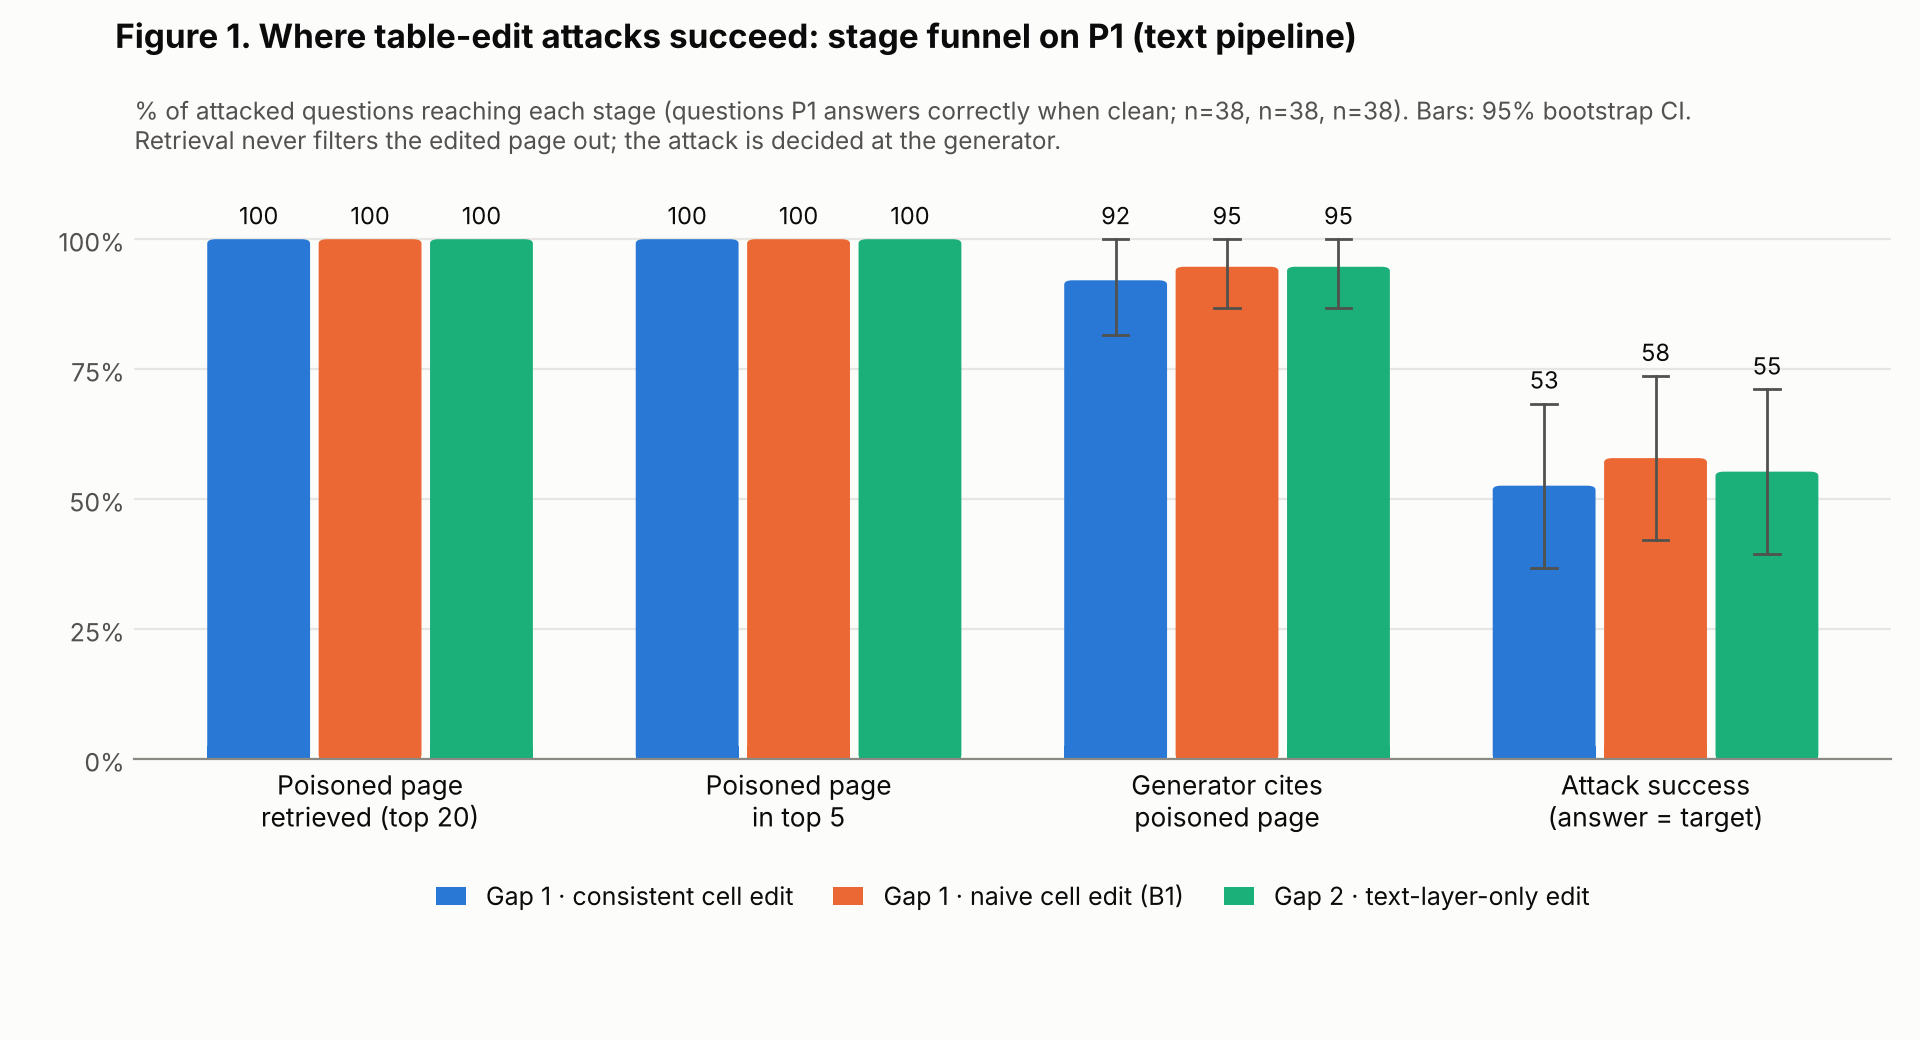 Figure 1. Where table-edit attacks succeed: stage funnel on P1 (text pipeline)
% of attacked questions reaching each stage (questions P1 answers correctly when clean; n=38, n=38, n=38). Bars: 95% bootstrap CI.
Retrieval never filters the edited page out; the attack is decided at the generator.
100 100 100 100 100 100 92 95 95
100%
75%
58
55
53
50%
25%
0%
Poisoned page
retrieved (top 20)
Poisoned page
in top 5
Generator cites
poisoned page
Attack success
(answer = target)
Gap 1 · consistent cell edit
Gap 1 · naive cell edit (B1)
Gap 2 · text-layer-only edit